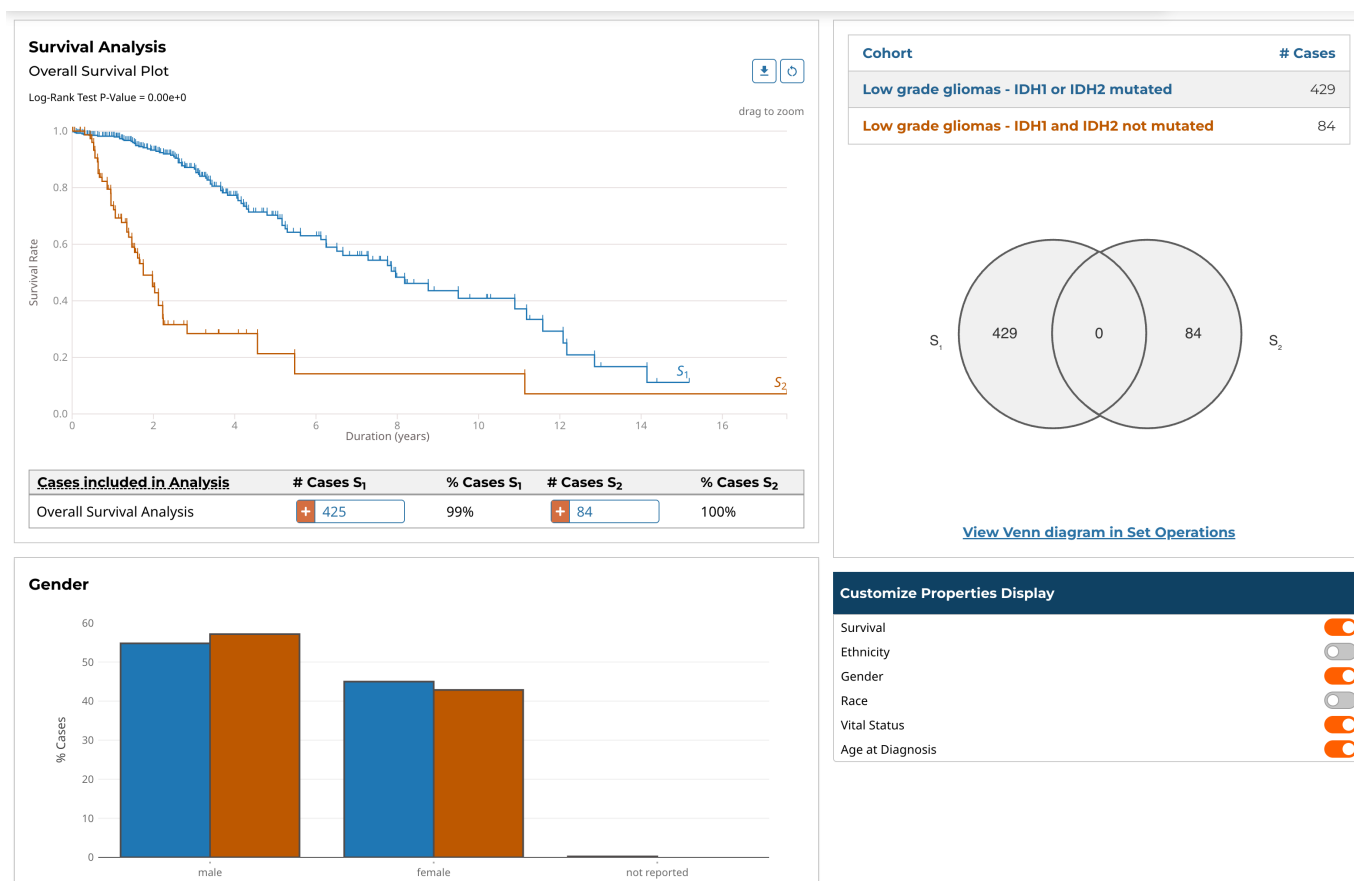 Survival Analysis
Overall Survival Plot
Log-Rank Test P-Value = 0.00e+0
drag to zoom
1.0
0.8
0.6
0.4
0.2
0.0
Survival Rate
S1
S2
0 2 4 6 8 10 12 14 16
Duration (years)
Cases included in Analysis # Cases S1 % Cases S1 # Cases S2 % Cases S2
Overall Survival Analysis + 425 99% + 84 100%
Cohort # Cases
Low grade gliomas - IDH1 or IDH2 mutated 429
Low grade gliomas - IDH1 and IDH2 not mutated 84
S1 429 0 84 S2
View Venn diagram in Set Operations
Gender
60
50
40
30
20
10
0
% Cases
male female not reported
Customize Properties Display
Survival
Ethnicity
Gender
Race
Vital Status
Age at Diagnosis